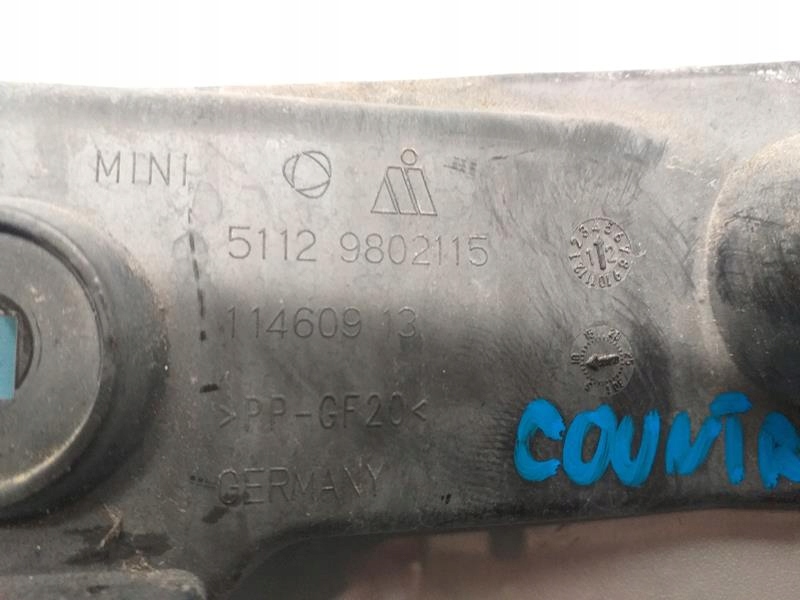 MINI
5112 9802115
114609 13
>PP-GF20<
GERMANY
COUNTR